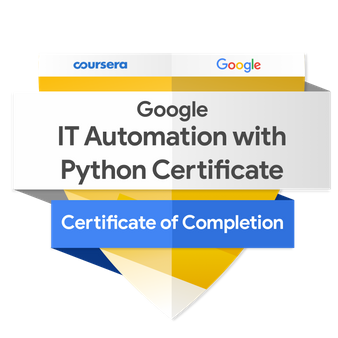 coursera Google
Google
IT Automation with
Python Certificate
Certificate of Completion